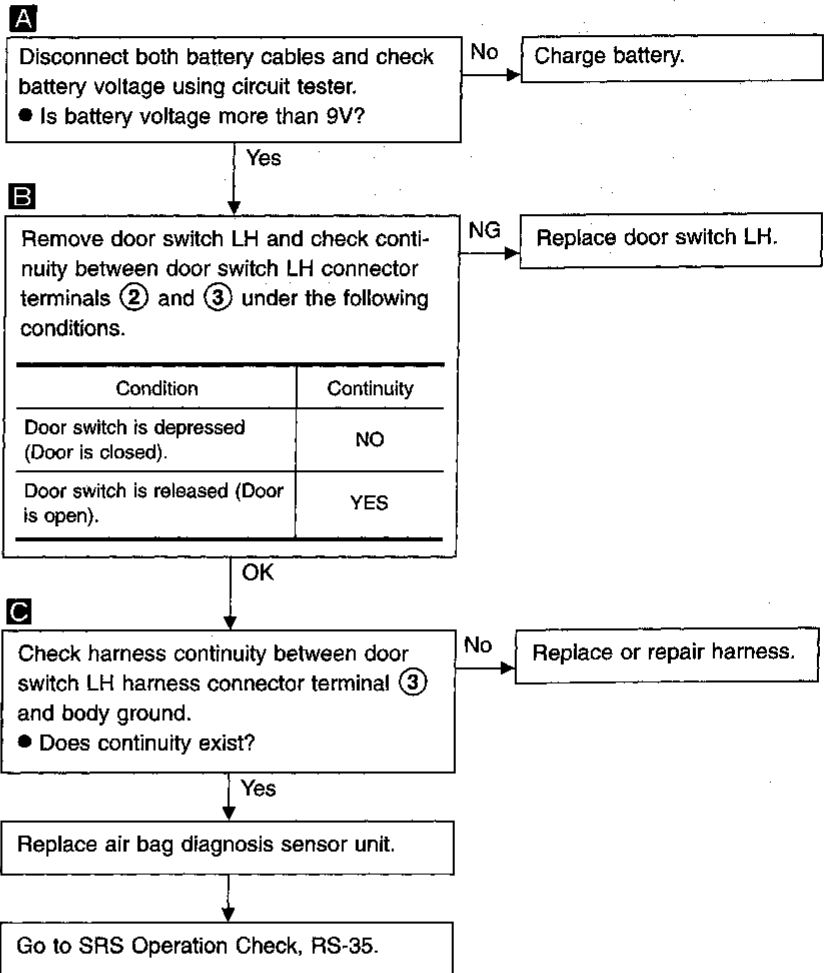 A
Disconnect both battery cables and check
battery voltage using circuit tester.
● Is battery voltage more than 9V?
No
Charge battery.
Yes
B
Remove door switch LH and check conti-
nuity between door switch LH connector
terminals ② and ③ under the following
conditions.
Condition Continuity
Door switch is depressed
(Door is closed).
NO
Door switch is released (Door
is open).
YES
NG
Replace door switch LH.
OK
C
Check harness continuity between door
switch LH harness connector terminal ③
and body ground.
● Does continuity exist?
No
Replace or repair harness.
Yes
Replace air bag diagnosis sensor unit.
Go to SRS Operation Check, RS-35.